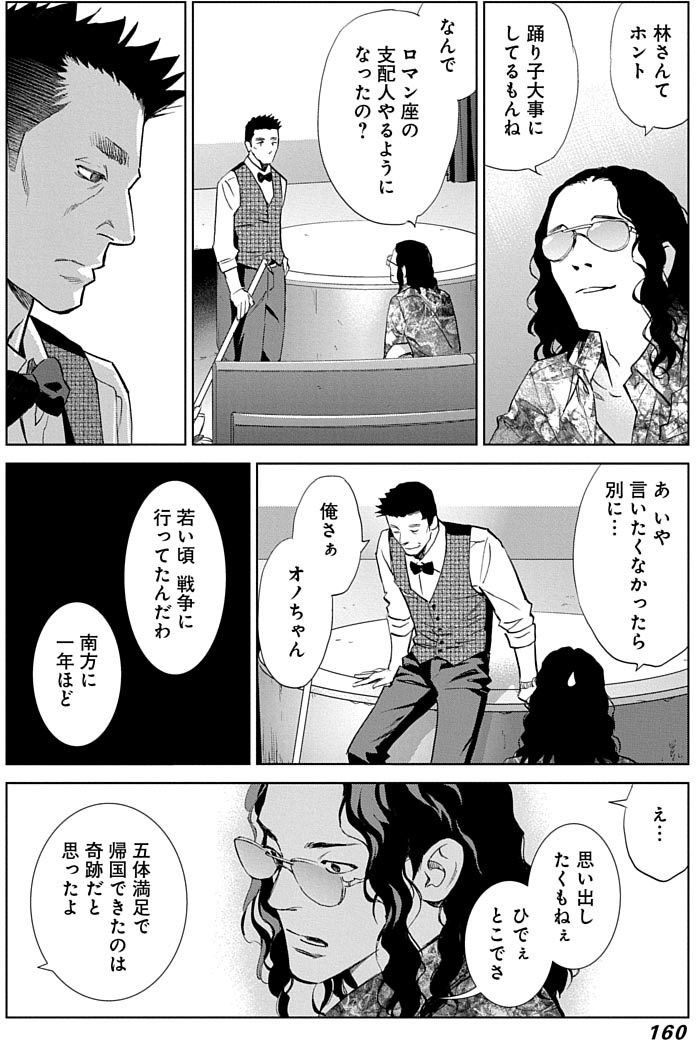 林さんて
ホント
踊り子大事に
してるもんね
なんで
ロマン座の
支配人やるように
なったの?
あ いや
言いたくなかったら
別に…
俺さぁ
オノちゃん
若い頃 戦争に
行ってたんだわ
南方に
一年ほど
え…
思い出し
たくもねぇ
ひでぇ
とこでさ
五体満足で
帰国できたのは
奇跡だと
思ったよ
160